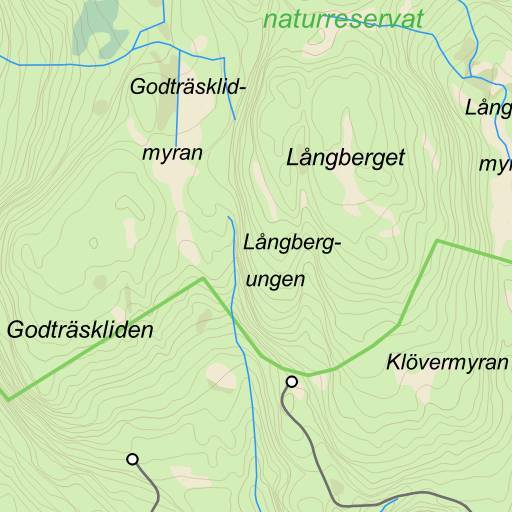 naturreservat
Godträsklid-
myran
Lång
myr
Långberget
Långberg-
ungen
Godträskliden
Klövermyran